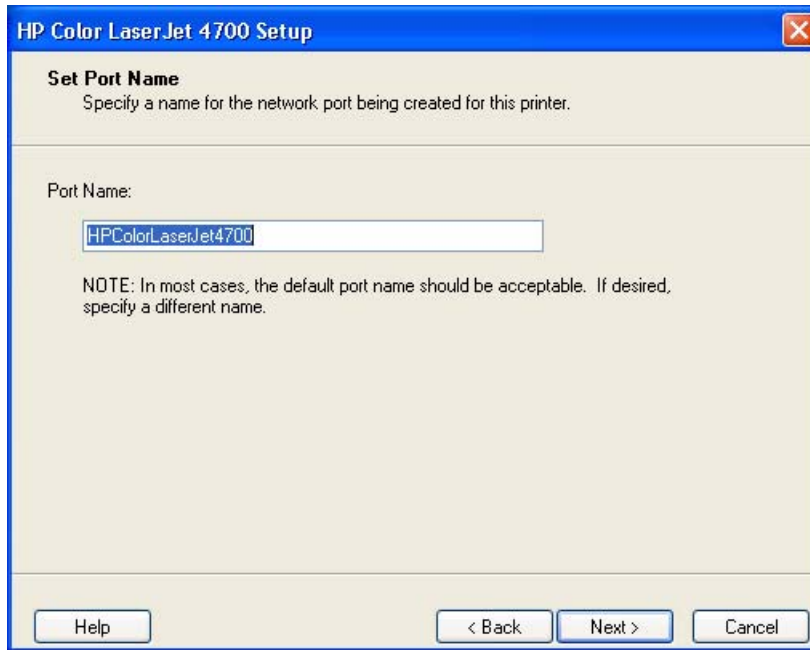 HP Color LaserJet 4700 Setup
Set Port Name
Specify a name for the network port being created for this printer.
Port Name:
HPColorLaserJet4700
NOTE: In most cases, the default port name should be acceptable. If desired,
specify a different name.
Help
< Back
Next >
Cancel